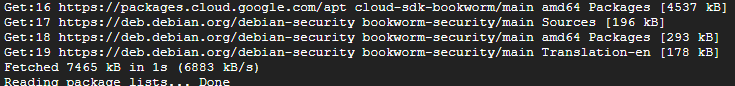 Get:16 https://packages.cloud.google.com/apt cloud-sdk-bookworm/main amd64 Packages [4537 kB]
Get:17 https://deb.debian.org/debian-security bookworm-security/main Sources [196 kB]
Get:18 https://deb.debian.org/debian-security bookworm-security/main amd64 Packages [293 kB]
Get:19 https://deb.debian.org/debian-security bookworm-security/main Translation-en [178 kB]
Fetched 7465 kB in 1s (6883 kB/s)
Reading package lists... Done